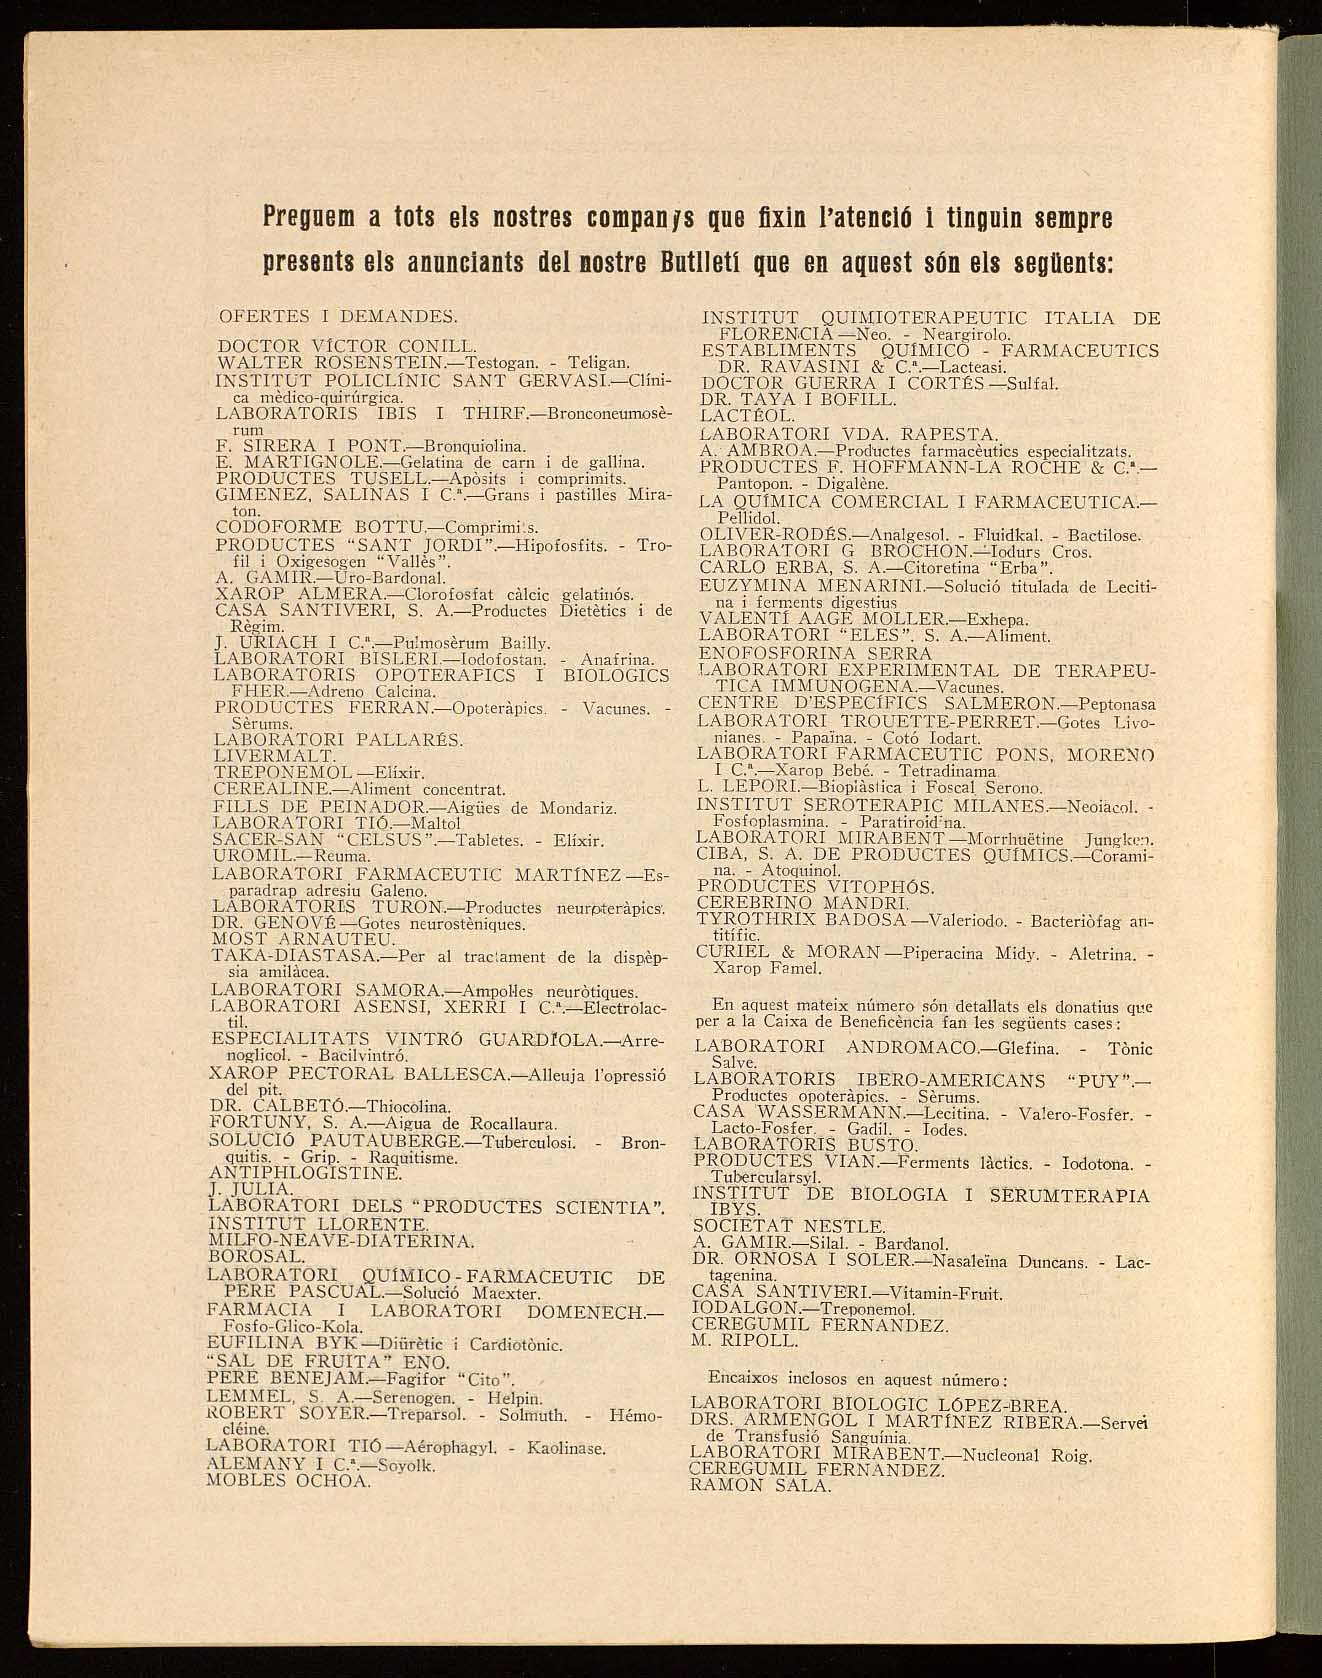 Preguem a tots els nostres companys que fixin l'atenció i tinguin sempre
presents els anunciants del nostre Butlletí que en aquest són els següents:
OFERTES I DEMANDES.
DOCTOR VÍCTOR CONILL.
WALTER ROSENSTEIN.—Testogan. - Teligan.
INSTITUT POLICLÍNIC SANT GERVASI.—Clíni-
ca mèdico-quirúrgica.
LABORATORIS IBIS I THIRF.—Bronconeumosè-
rum
F. SIRERA I PONT.—Bronquiolina.
E. MARTIGNOLE.—Gelatina de carn i de gallina.
PRODUCTES TUSELL.—Apòsits i comprimits.
GIMENEZ, SALINAS I C.ª.—Grans i pastilles Mira-
ton.
CODOFORME BOTTU.—Comprimits.
PRODUCTES "SANT JORDI".—Hipofosfits. - Tro-
fil i Oxigesogen "Vallès".
A. GAMIR.—Uro-Bardonal.
XAROP ALMERA.—Clorofosfat càlcic gelatinós.
CASA SANTIVERI, S. A.—Productes Dietètics i de
Règim.
J. URIACH I C.ª.—Pulmosèrum Bailly.
LABORATORI BISLERI.—Iodofostan. - Anafrina.
LABORATORIS OPOTERAPICS I BIOLOGICS
FHER.—Adreno Calcina.
PRODUCTES FERRAN.—Opoteràpics. - Vacunes. -
Sèrums.
LABORATORI PALLARÉS.
LIVERMALT.
TREPONEMOL —Elíxir.
CEREALINE.—Aliment concentrat.
FILLS DE PEINADOR.—Aigües de Mondariz.
LABORATORI TIÓ.—Maltol
SACER-SAN "CELSUS".—Tabletes. - Elíxir.
UROMIL.—Reuma.
LABORATORI FARMACEUTIC MARTÍNEZ —Es-
paradrap adresiu Galeno.
LABORATORIS TURON.—Productes neuroteràpics.
DR. GENOVÉ —Gotes neurostèniques.
MOST ARNAUTEU.
TAKA-DIASTASA.—Per al tractament de la dispèp-
sia amilàcea.
LABORATORI SAMORA.—Ampolles neuròtiques.
LABORATORI ASENSI, XERRI I C.ª.—Electrolac-
til.
ESPECIALITATS VINTRÓ GUARDIOLA.—Arre-
noglicol. - Bacilvintró.
XAROP PECTORAL BALLESCA.—Alleuja l'opressió
del pit.
DR. CALBETÓ.—Thiocolina.
FORTUNY, S. A.—Aigua de Rocallaura.
SOLUCIÓ PAUTAUBERGE.—Tuberculosi. - Bron-
quitis. - Grip. - Raquitisme.
ANTIPHLOGISTINE.
J. JULIA.
LABORATORI DELS "PRODUCTES SCIENTIA".
INSTITUT LLORENTE.
MILFO-NEAVE-DIATERINA.
BOROSAL.
LABORATORI QUÍMICO-FARMACEUTIC DE
PERE PASCUAL.—Solució Maexter.
FARMACIA I LABORATORI DOMENECH.—
Fosfo-Glico-Kola.
EUFILINA BYK —Diürètic i Cardiotònic.
"SAL DE FRUITA" ENO.
PERE BENEJAM.—Fagifor "Cito".
LEMMEL, S. A.—Serenogen. - Helpin.
ROBERT SOYER.—Treparsol. - Solmuth. - Hémo-
cléine.
LABORATORI TIÓ —Aérophagyl. - Kaolinase.
ALEMANY I C.ª.—Soyolk.
MOBLES OCHOA.
INSTITUT QUIMIOTERAPEUTIC ITALIA DE
FLORENCIA —Neo. - Neargirolo.
ESTABLIMENTS QUÍMICO - FARMACEUTICS
DR. RAVASINI & C.ª.—Lacteasi.
DOCTOR GUERRA I CORTÉS —Sulfal.
DR. TAYA I BOFILL.
LACTÉOL.
LABORATORI VDA. RAPESTA.
A. AMBROA.—Productes farmacèutics especialitzats.
PRODUCTES F. HOFFMANN-LA ROCHE & C.ª.—
Pantopon. - Digalène.
LA QUÍMICA COMERCIAL I FARMACEUTICA.—
Pellidol.
OLIVER-RODÉS.—Analgesol. - Fluidkal. - Bactilose.
LABORATORI G BROCHON.—Iodurs Cros.
CARLO ERBA, S. A.—Citoretina "Erba".
EUZYMINA MENARINI.—Solució titulada de Leciti-
na i ferments digestius
VALENTÍ AAGE MOLLER.—Exhepa.
LABORATORI "ELES". S. A.—Aliment.
ENOFOSFORINA SERRA
LABORATORI EXPERIMENTAL DE TERAPEU-
TICA IMMUNOGENA.—Vacunes.
CENTRE D'ESPECÍFICS SALMERON.—Peptonasa
LABORATORI TROUETTE-PERRET.—Gotes Livo-
nianes. - Papaïna. - Cotó Iodart.
LABORATORI FARMACEUTIC PONS, MORENO
I C.ª.—Xarop Bebé. - Tetradinama
L. LEPORI.—Bioplàstica i Foscal Serono.
INSTITUT SEROTERAPIC MILANES.—Neoiacol. -
Fosfoplasmina. - Paratiroidina.
LABORATORI MIRABENT —Morrhuëtine Jungken.
CIBA, S. A. DE PRODUCTES QUÍMICS.—Corami-
na. - Atoquinol.
PRODUCTES VITOPHÓS.
CEREBRINO MANDRI.
TYROTHRIX BADOSA —Valeriodo. - Bacteriòfag an-
titífic.
CURIEL & MORAN —Piperacina Midy. - Aletrina. -
Xarop Famel.
En aquest mateix número són detallats els donatius que
per a la Caixa de Beneficència fan les següents cases:
LABORATORI ANDROMACO.—Glefina. - Tònic
Salve.
LABORATORIS IBERO-AMERICANS "PUY".—
Productes opoteràpics. - Sèrums.
CASA WASSERMANN.—Lecitina. - Valero-Fosfer. -
Lacto-Fosfer. - Gadil. - Iodes.
LABORATORIS BUSTO.
PRODUCTES VIAN.—Ferments làctics. - Iodotona. -
Tubercularsyl.
INSTITUT DE BIOLOGIA I SERUMTERAPIA
IBYS.
SOCIETAT NESTLE.
A. GAMIR.—Silal. - Bardanol.
DR. ORNOSA I SOLER.—Nasaleïna Duncans. - Lac-
tagenina.
CASA SANTIVERI.—Vitamin-Fruit.
IODALGON.—Treponemol.
CEREGUMIL FERNANDEZ.
M. RIPOLL.
Encaixos inclosos en aquest número:
LABORATORI BIOLOGIC LÓPEZ-BREA.
DRS. ARMENGOL I MARTÍNEZ RIBERA.—Servei
de Transfusió Sanguínia.
LABORATORI MIRABENT.—Nucleonal Roig.
CEREGUMIL FERNANDEZ.
RAMON SALA.